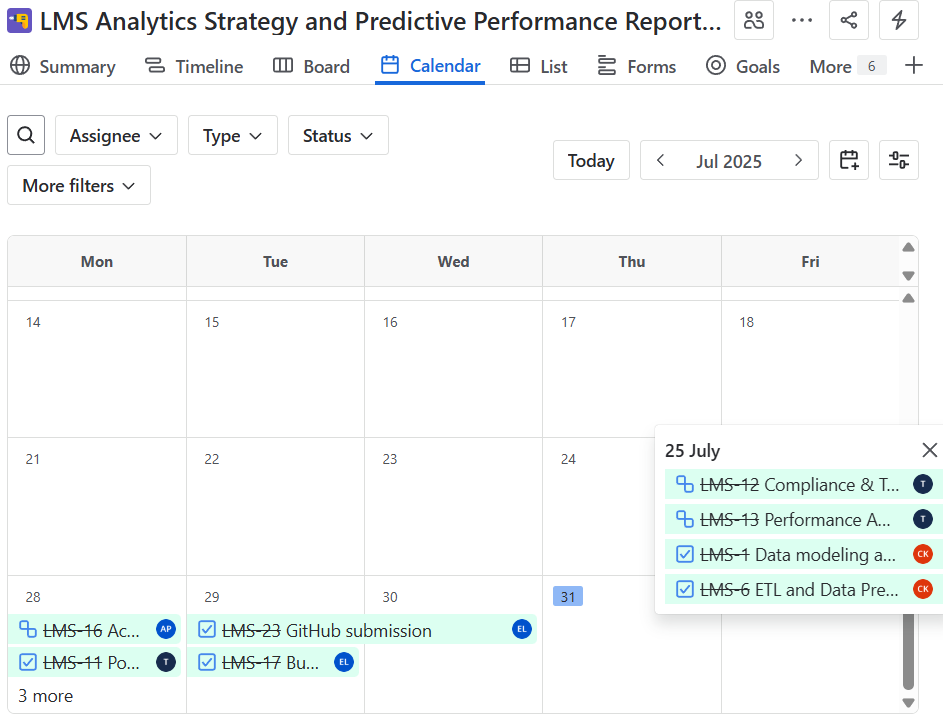 LMS Analytics Strategy and Predictive Performance Report...
Summary Timeline Board Calendar List Forms Goals More 6
Assignee Type Status
More filters
Today Jul 2025
Mon Tue Wed Thu Fri
14 15 16 17 18
21 22 23 24
25 July
LMS-12 Compliance & T... T
LMS-13 Performance A... T
LMS-1 Data modeling a... CK
LMS-6 ETL and Data Pre... CK
28 29 30 31
LMS-16 Ac... AP LMS-23 GitHub submission EL
LMS-11 Po... T LMS-17 Bu... EL
3 more